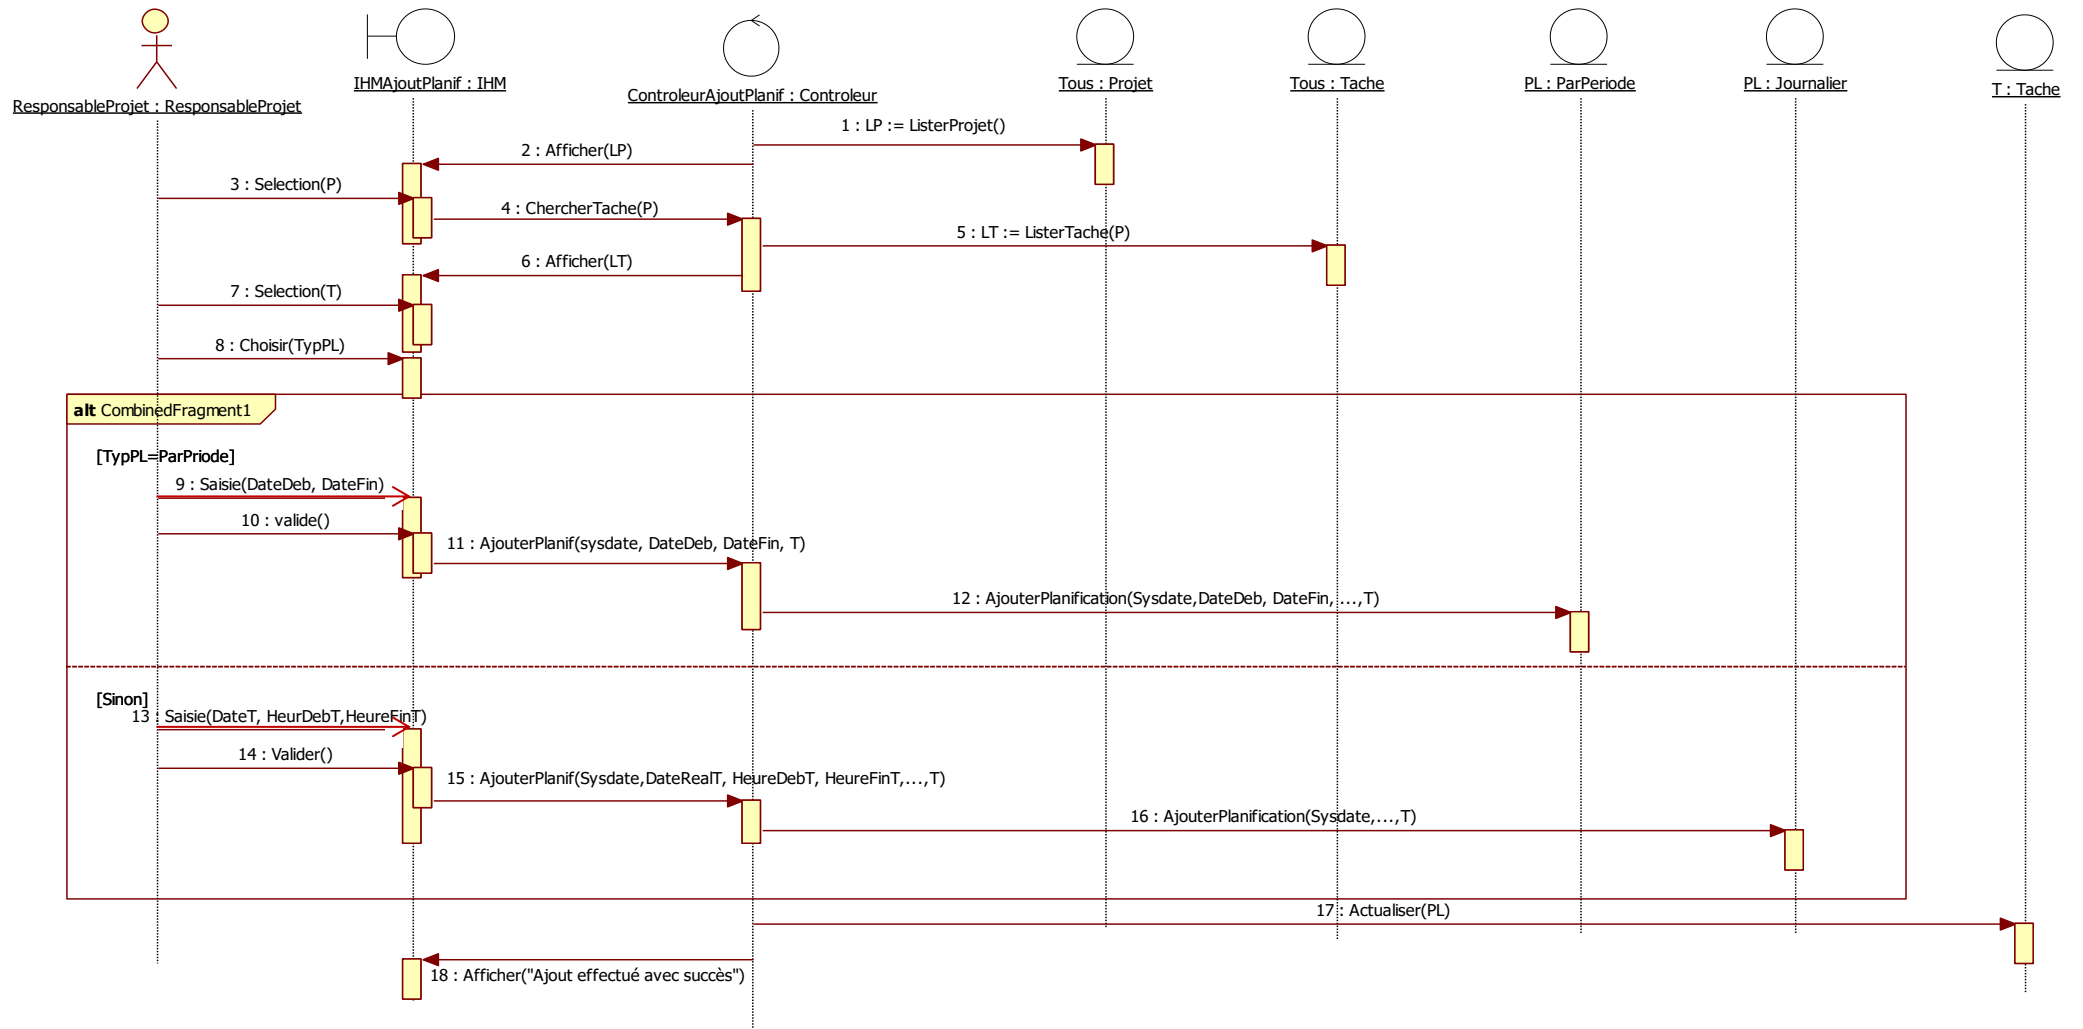 ResponsableProjet : ResponsableProjet
IHMAjoutPlanif : IHM
ControleurAjoutPlanif : Controleur
Tous : Projet
Tous : Tache
PL : ParPeriode
PL : Journalier
T : Tache
1 : LP := ListerProjet()
2 : Afficher(LP)
3 : Selection(P)
4 : ChercherTache(P)
5 : LT := ListerTache(P)
6 : Afficher(LT)
7 : Selection(T)
8 : Choisir(TypPL)
alt CombinedFragment1
[TypPL=ParPriode]
9 : Saisie(DateDeb, DateFin)
10 : valide()
11 : AjouterPlanif(sysdate, DateDeb, DateFin, T)
12 : AjouterPlanification(Sysdate,DateDeb, DateFin, ...,T)
[Sinon]
13 : Saisie(DateT, HeurDebT,HeureFinT)
14 : Valider()
15 : AjouterPlanif(Sysdate,DateRealT, HeureDebT, HeureFinT,...,T)
16 : AjouterPlanification(Sysdate,...,T)
17 : Actualiser(PL)
18 : Afficher("Ajout effectué avec succès")